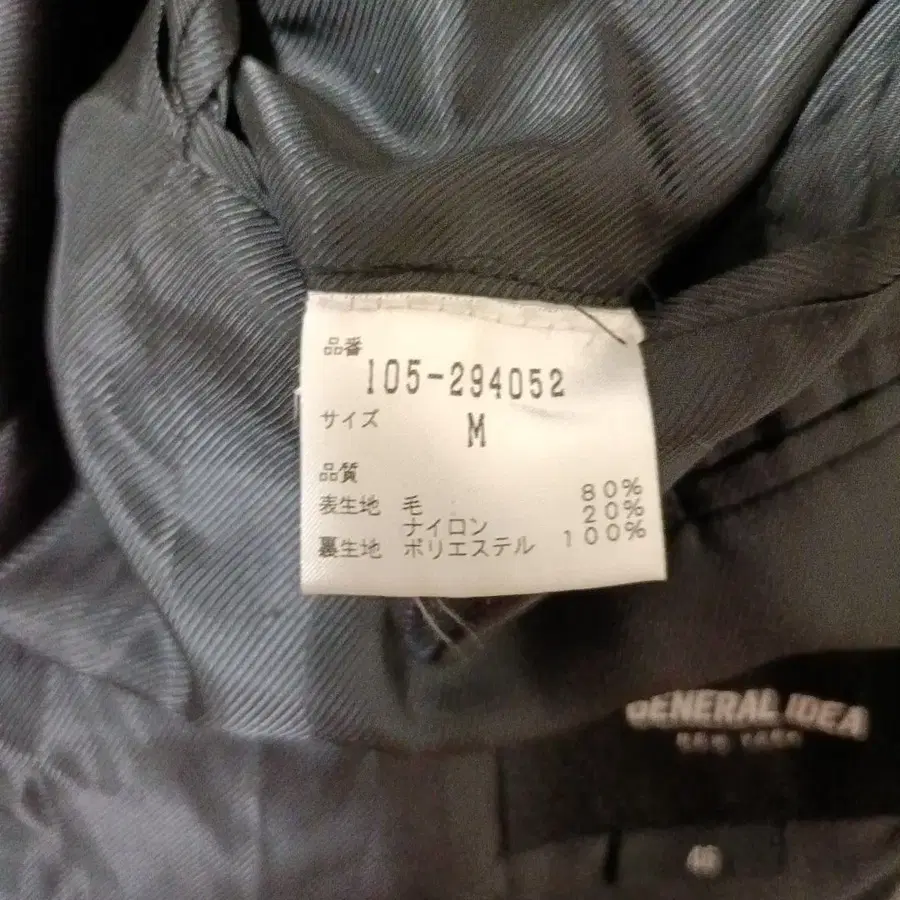 品番
105-294052
サイズ
M
品質
表生地 毛 80%
ナイロン 20%
裏生地 ポリエステル 100%
GENERAL IDEA